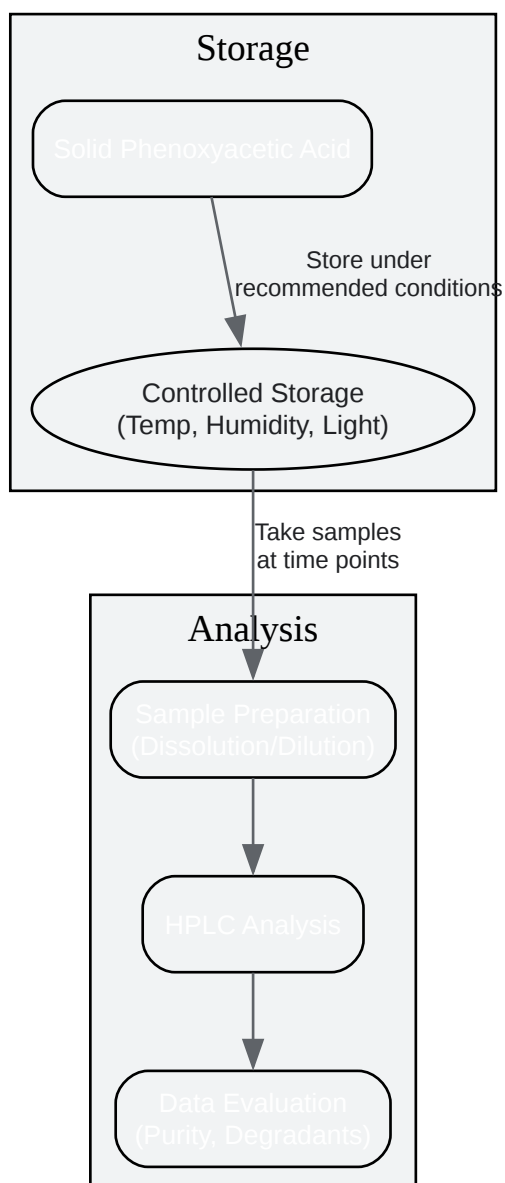 Storage
Solid Phenoxyacetic Acid
Store under
recommended conditions
Controlled Storage
(Temp, Humidity, Light)
Take samples
at time points
Analysis
Sample Preparation
(Dissolution/Dilution)
HPLC Analysis
Data Evaluation
(Purity, Degradants)